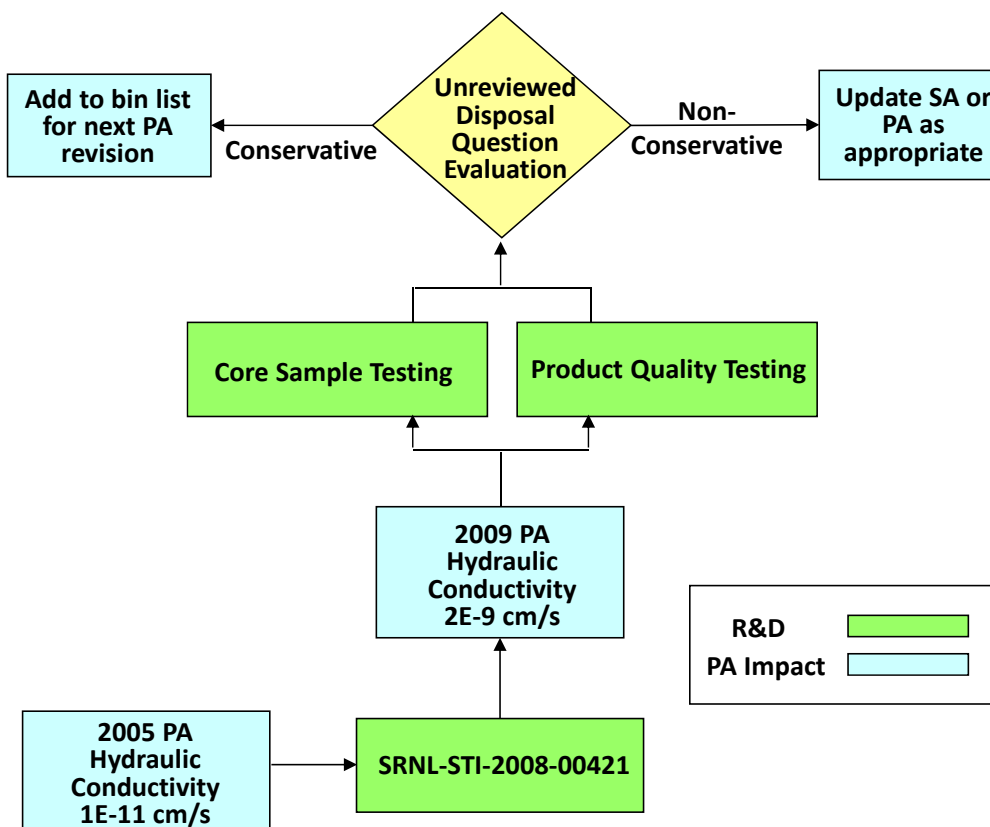 Add to bin list
for next PA
revision
Conservative
Unreviewed
Disposal
Question
Evaluation
Non-
Conservative
Update SA or
PA as
appropriate
Core Sample Testing
Product Quality Testing
2009 PA
Hydraulic
Conductivity
2E-9 cm/s
R&D
PA Impact
2005 PA
Hydraulic
Conductivity
1E-11 cm/s
SRNL-STI-2008-00421